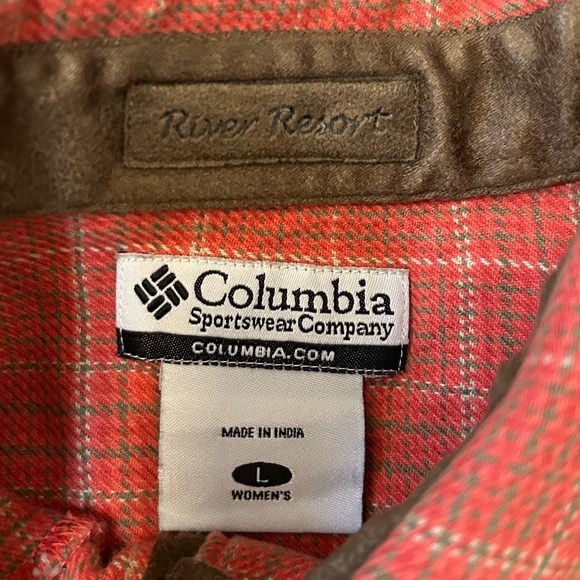 River Resort
Columbia
Sportswear Company
COLUMBIA.COM
MADE IN INDIA
L
WOMEN'S